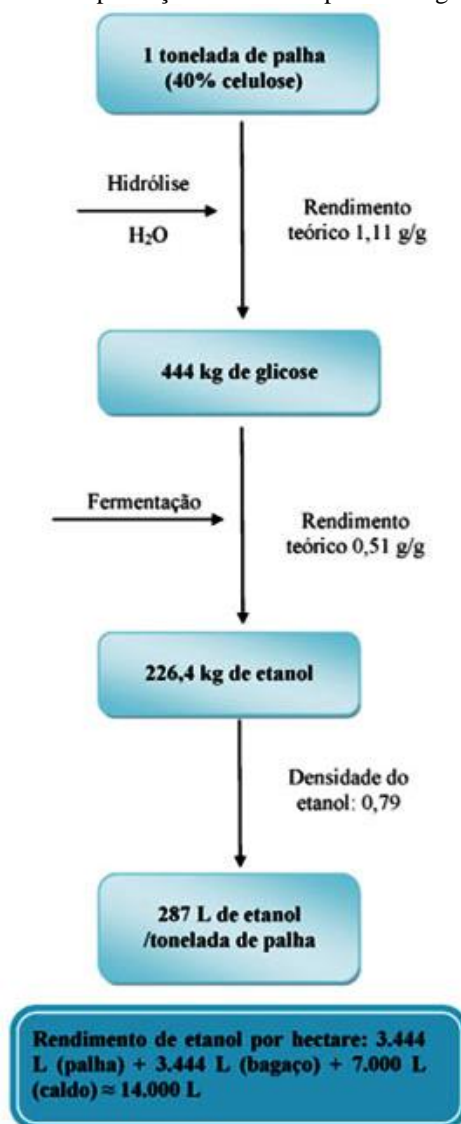 1 tonelada de palha
(40% celulose)
Hidrólise
H₂O
Rendimento
teórico 1,11 g/g
444 kg de glicose
Fermentação
Rendimento
teórico 0,51 g/g
226,4 kg de etanol
Densidade do
etanol: 0,79
287 L de etanol
/tonelada de palha
Rendimento de etanol por hectare: 3.444
L (palha) + 3.444 L (bagaço) + 7.000 L
(caldo) ≈ 14.000 L